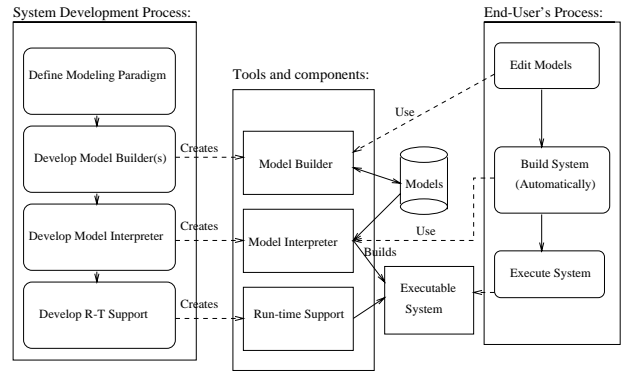 System Development Process:
Define Modeling Paradigm
Develop Model Builder(s)
Develop Model Interpreter
Develop R-T Support
Creates
Creates
Creates
Tools and components:
Model Builder
Model Interpreter
Run-time Support
Models
Builds
Executable
System
Use
Use
End-User's Process:
Edit Models
Build System
(Automatically)
Execute System